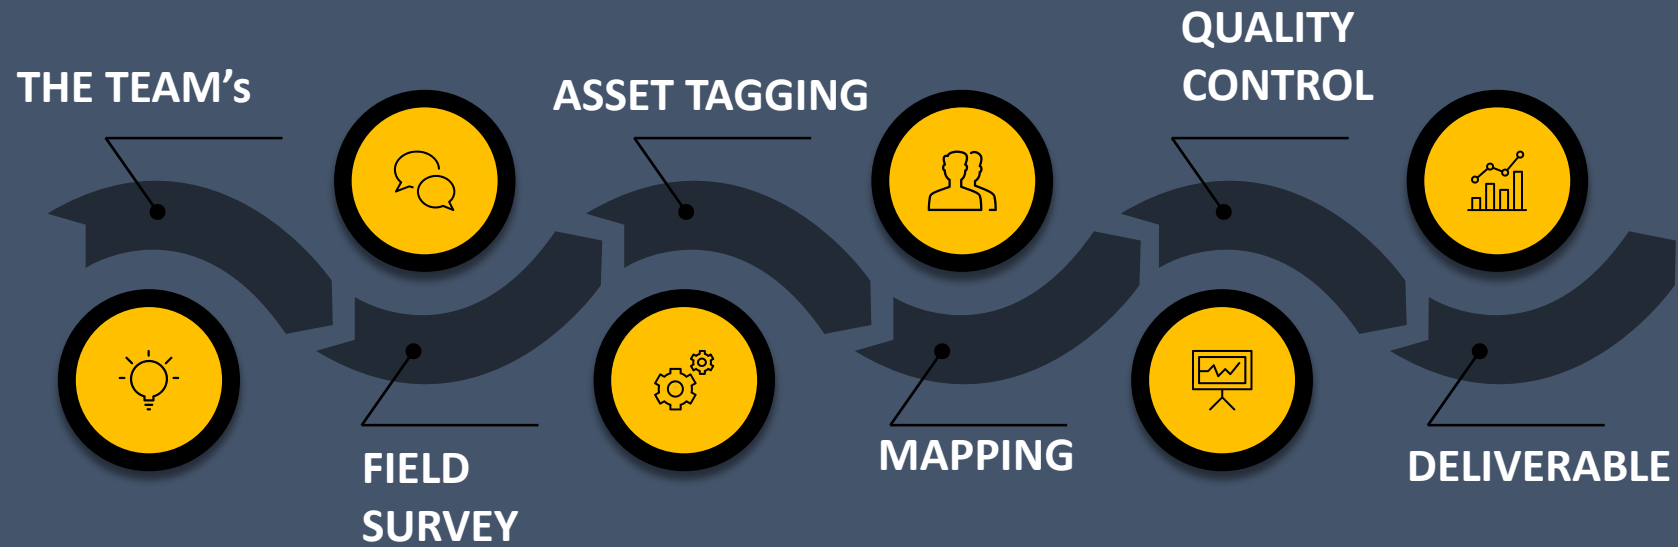 THE TEAM's
FIELD
SURVEY
ASSET TAGGING
MAPPING
QUALITY
CONTROL
DELIVERABLE